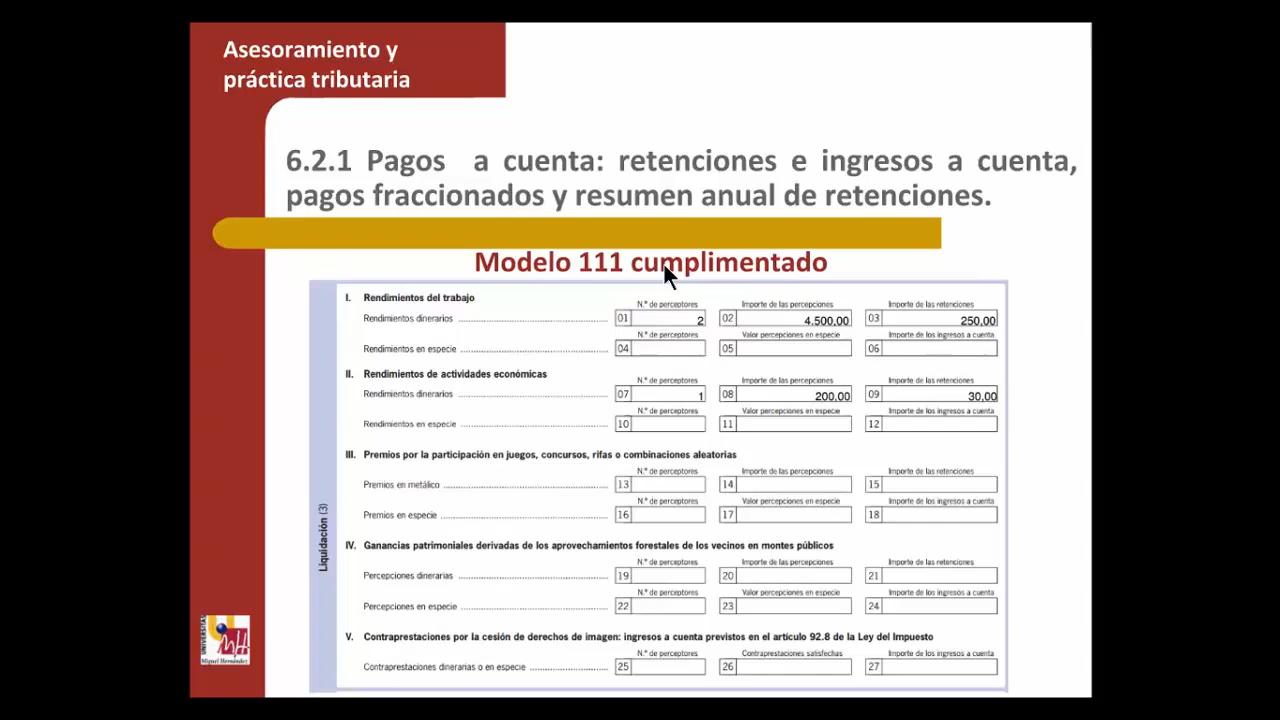 Asesoramiento y
práctica tributaria
6.2.1 Pagos a cuenta: retenciones e ingresos a cuenta,
pagos fraccionados y resumen anual de retenciones.
Modelo 111 cumplimentado
I. Rendimientos del trabajo
N.º de perceptores Importe de las percepciones Importe de las retenciones
Rendimientos dinerarios 01 2 02 4.500,00 03 250,00
N.º de perceptores Valor percepciones en especie Importe de los ingresos a cuenta
Rendimientos en especie 04 05 06
II. Rendimientos de actividades económicas
N.º de perceptores Importe de las percepciones Importe de las retenciones
Rendimientos dinerarios 07 1 08 200,00 09 30,00
N.º de perceptores Valor percepciones en especie Importe de los ingresos a cuenta
Rendimientos en especie 10 11 12
III. Premios por la participación en juegos, concursos, rifas o combinaciones aleatorias
N.º de perceptores Importe de las percepciones Importe de las retenciones
Premios en metálico 13 14 15
N.º de perceptores Valor percepciones en especie Importe de los ingresos a cuenta
Premios en especie 16 17 18
IV. Ganancias patrimoniales derivadas de los aprovechamientos forestales de los vecinos en montes públicos
N.º de perceptores Importe de las percepciones Importe de las retenciones
Percepciones dinerarias 19 20 21
N.º de perceptores Valor percepciones en especie Importe de los ingresos a cuenta
Percepciones en especie 22 23 24
V. Contraprestaciones por la cesión de derechos de imagen: ingresos a cuenta previstos en el artículo 92.8 de la Ley del Impuesto
N.º de perceptores Contraprestaciones satisfechas Importe de los ingresos a cuenta
Contraprestaciones dinerarias o en especie 25 26 27
Liquidación (3)
UNIVERSITAS
Miguel Hernández